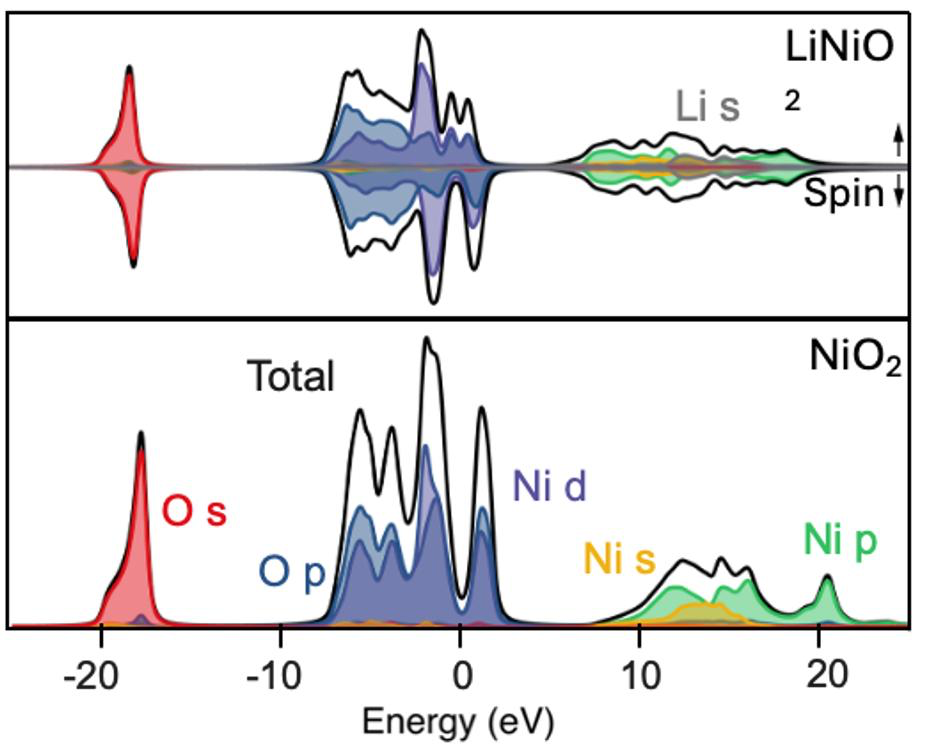 LiNiO
2
Li s
Spin
NiO₂
Total
O s
O p
Ni d
Ni s
Ni p
-20 -10 0 10 20
Energy (eV)